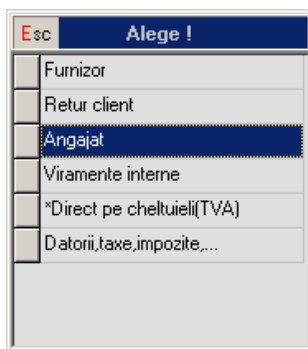 Esc Alege !
Furnizor
Retur client
Angajat
Viramente interne
*Direct pe cheltuieli(TVA)
Datorii,taxe,impozite,...